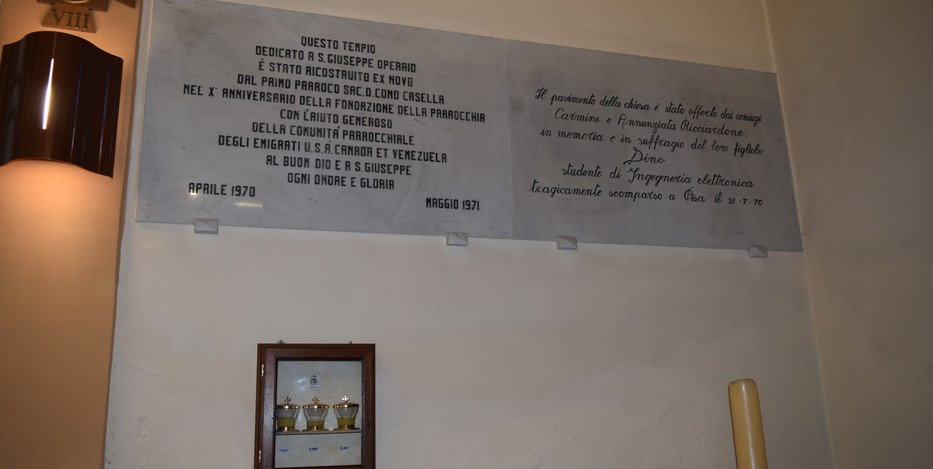 VIII
QUESTO TEMPIO
DEDICATO A S.GIUSEPPE OPERAIO
È STATO RICOSTRUITO EX NOVO
DAL PRIMO PARROCO SAC.D.CONO CASELLA
NEL X° ANNIVERSARIO DELLA FONDAZIONE DELLA PARROCCHIA
CON L'AIUTO GENEROSO
DELLA COMUNITÀ PARROCCHIALE
DEGLI EMIGRATI U.S.A. CANADA ET VENEZUELA
AL BUON DIO E A S.GIUSEPPE
OGNI ONORE E GLORIA
APRILE 1970
MAGGIO 1971
Il pavimento della chiesa è stato offerto dai coniugi
Carmine e Annunziata Ricciardone
in memoria e in suffragio del loro figliolo
Dino
studente di Ingegneria elettronica
tragicamente scomparso a Pisa il 21-7-70